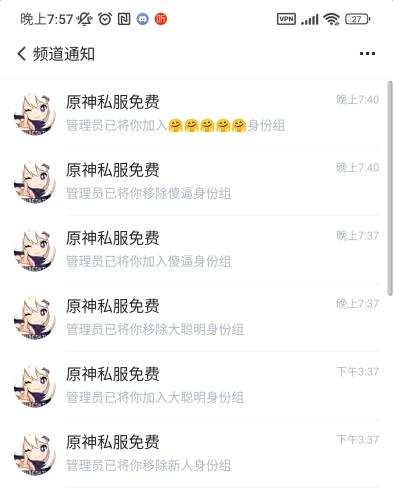 晚上7:57
VPN
27
频道通知
原神私服免费
晚上7:40
管理员已将你加入🤗🤗🤗🤗🤗身份组
原神私服免费
晚上7:40
管理员已将你移除傻逼身份组
原神私服免费
晚上7:37
管理员已将你加入傻逼身份组
原神私服免费
晚上7:37
管理员已将你移除大聪明身份组
原神私服免费
下午3:37
管理员已将你加入大聪明身份组
原神私服免费
下午3:37
管理员已将你移除新人身份组